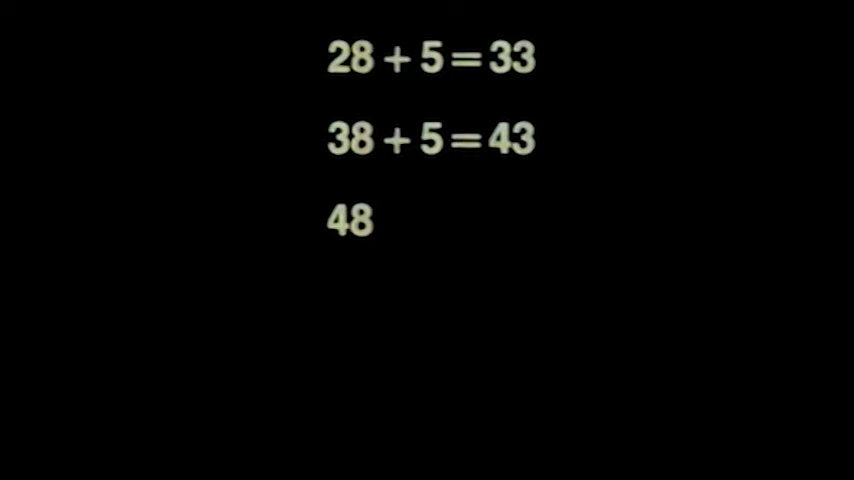 28 + 5 = 33
38 + 5 = 43
48